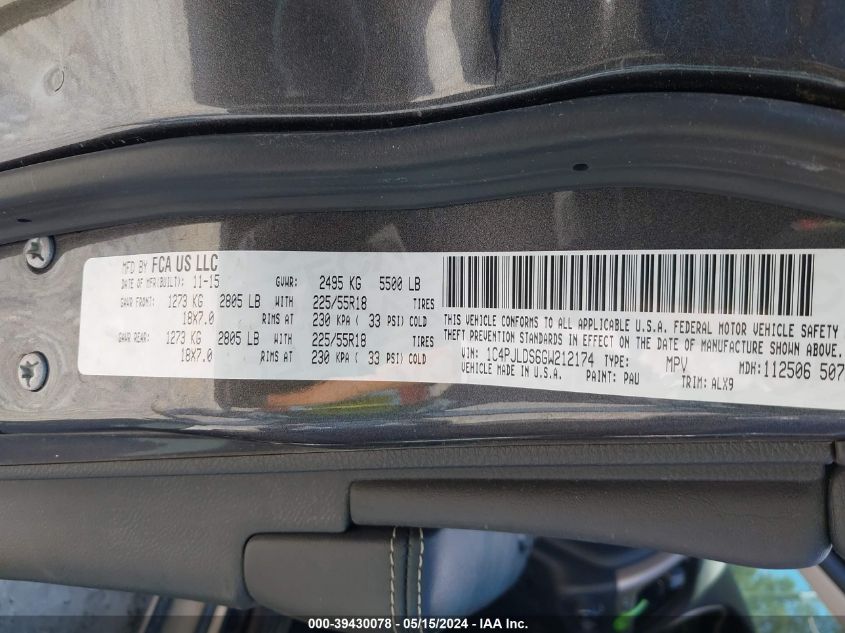 MFD BY FCA US LLC
DATE OF MFR(BUILT): 11-15 GVWR: 2495 KG 5500 LB
GAWR FRONT: 1273 KG 2805 LB WITH 225/55R18 TIRES
18X7.0 RIMS AT 230 KPA ( 33 PSI) COLD
GAWR REAR: 1273 KG 2805 LB WITH 225/55R18 TIRES
18X7.0 RIMS AT 230 KPA ( 33 PSI) COLD
THIS VEHICLE CONFORMS TO ALL APPLICABLE U.S.A. FEDERAL MOTOR VEHICLE SAFETY
THEFT PREVENTION STANDARDS IN EFFECT ON THE DATE OF MANUFACTURE SHOWN ABOVE.
VIN: 1C4PJLDS6GW212174 TYPE: MPV MDH: 112506 507
VEHICLE MADE IN U.S.A. PAINT: PAU TRIM: ALX9
000-39430078 - 05/15/2024 - IAAI.COM - COPYRIGHT IAA, LLC.